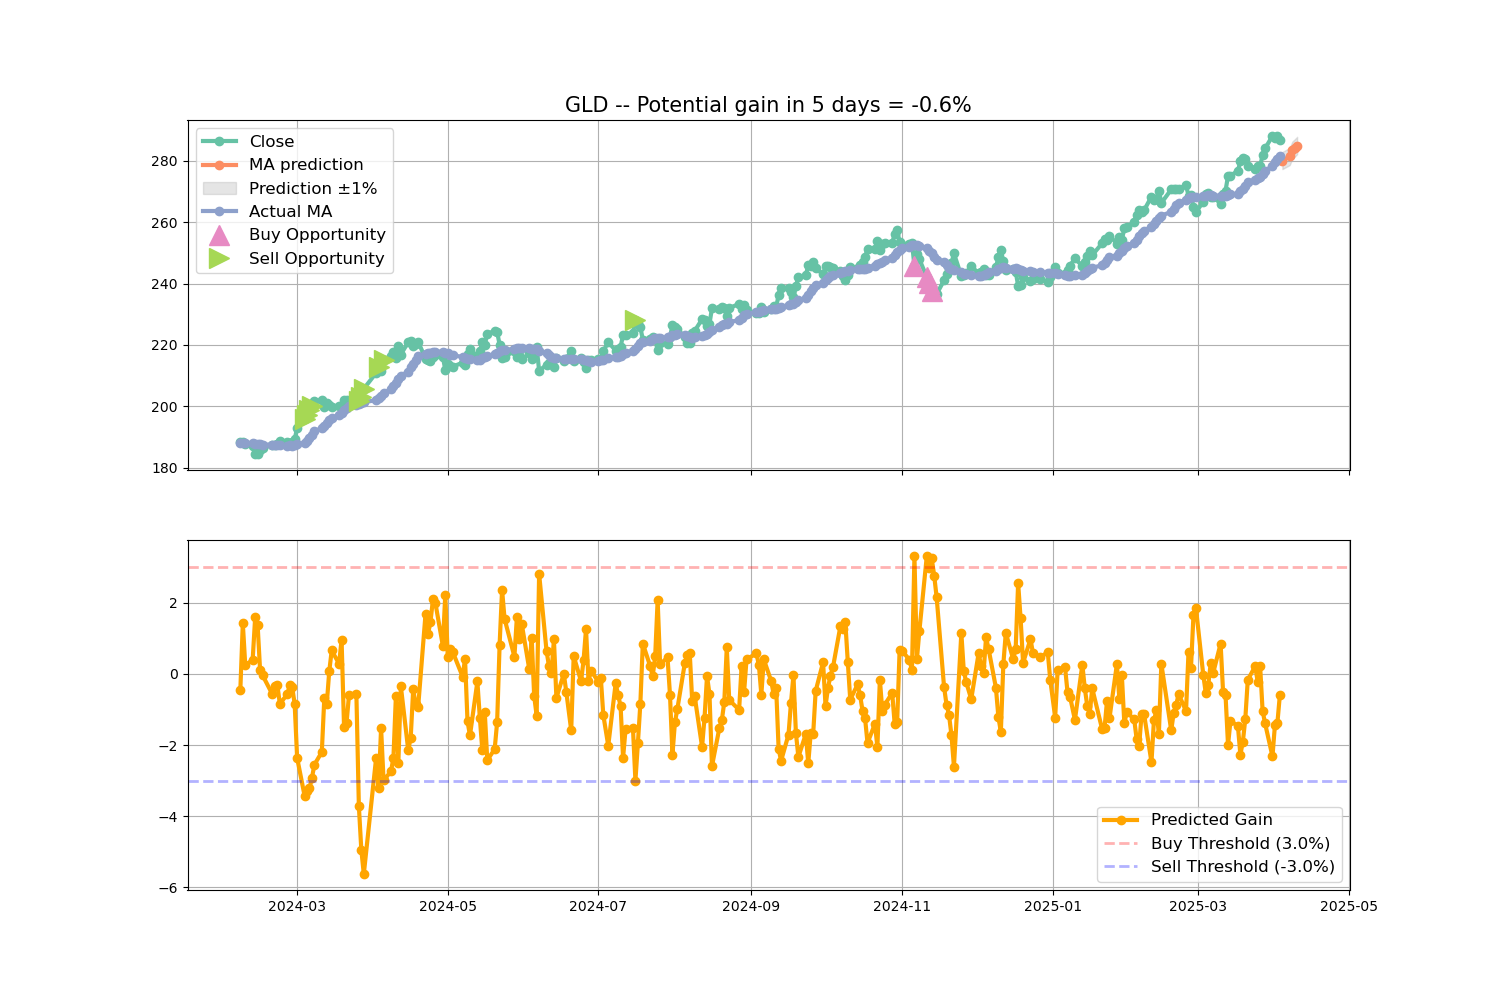 GLD -- Potential gain in 5 days = -0.6%
Close
MA prediction
Prediction ±1%
Actual MA
Buy Opportunity
Sell Opportunity
280
260
240
220
200
180
2
0
−2
−4
−6
Predicted Gain
Buy Threshold (3.0%)
Sell Threshold (-3.0%)
2024-03 2024-05 2024-07 2024-09 2024-11 2025-01 2025-03 2025-05